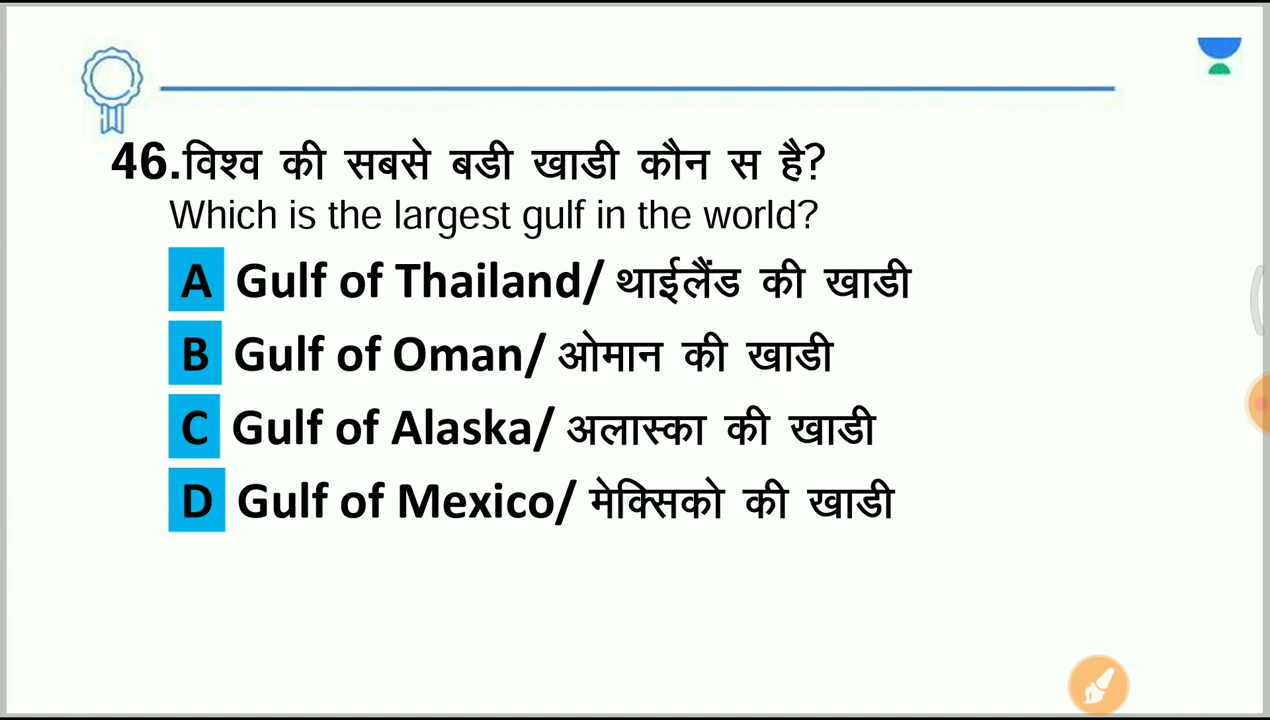 46.विश्व की सबसे बडी खाडी कौन स है?
Which is the largest gulf in the world?
A Gulf of Thailand/ थाईलैंड की खाडी
B Gulf of Oman/ ओमान की खाडी
C Gulf of Alaska/ अलास्का की खाडी
D Gulf of Mexico/ मेक्सिको की खाडी